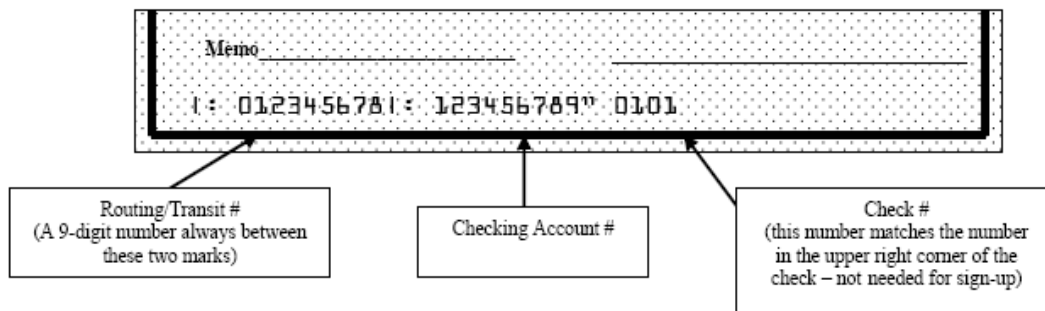 Memo
|: 012345678|: 123456789" 0101
Routing/Transit #
(A 9-digit number always between
these two marks)
Checking Account #
Check #
(this number matches the number
in the upper right corner of the
check – not needed for sign-up)